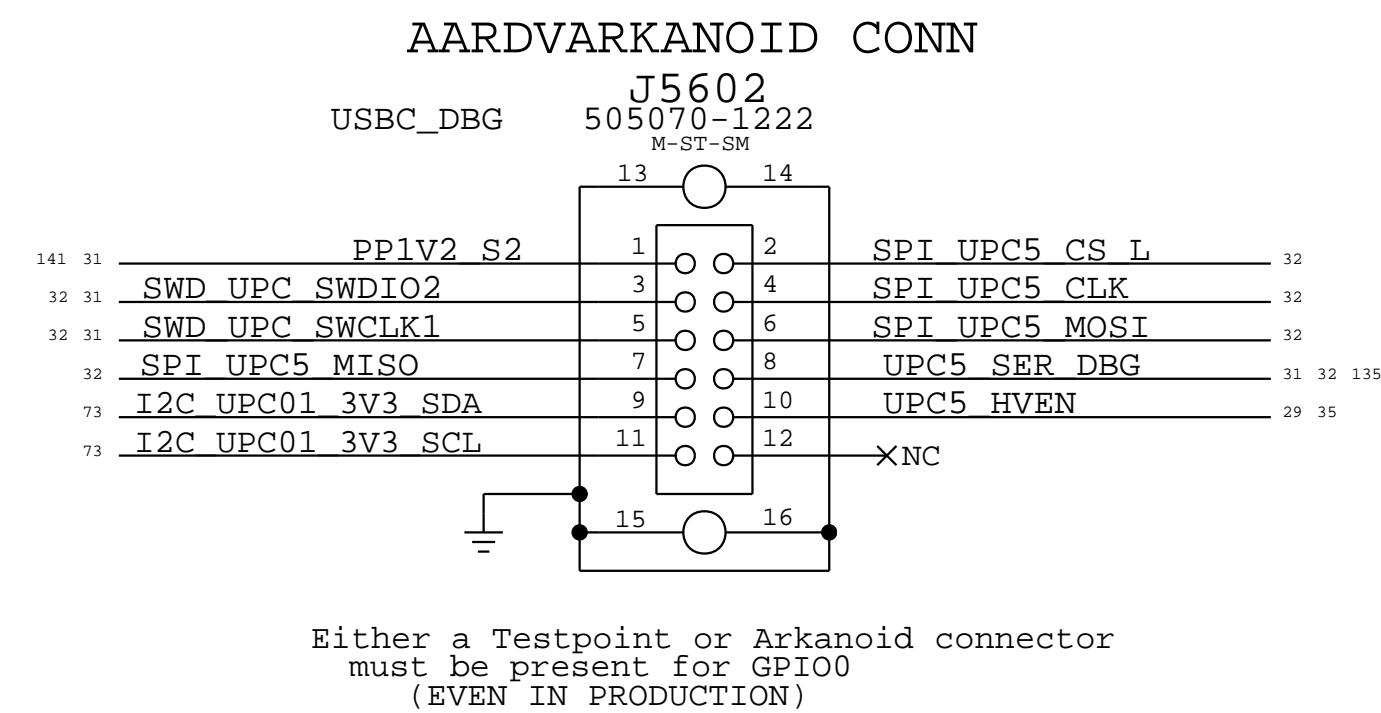 AARDVARKANOID CONN
J5602
USBC_DBG 505070-1222
M-ST-SM
13 14
141 31 PP1V2_S2 1 2 SPI_UPC5_CS_L 32
32 31 SWD_UPC_SWDIO2 3 4 SPI_UPC5_CLK 32
32 31 SWD_UPC_SWCLK1 5 6 SPI_UPC5_MOSI 32
32 SPI_UPC5_MISO 7 8 UPC5_SER_DBG 31 32 135
73 I2C_UPC01_3V3_SDA 9 10 UPC5_HVEN 29 35
73 I2C_UPC01_3V3_SCL 11 12 NC
15 16
Either a Testpoint or Arkanoid connector
must be present for GPIO0
(EVEN IN PRODUCTION)